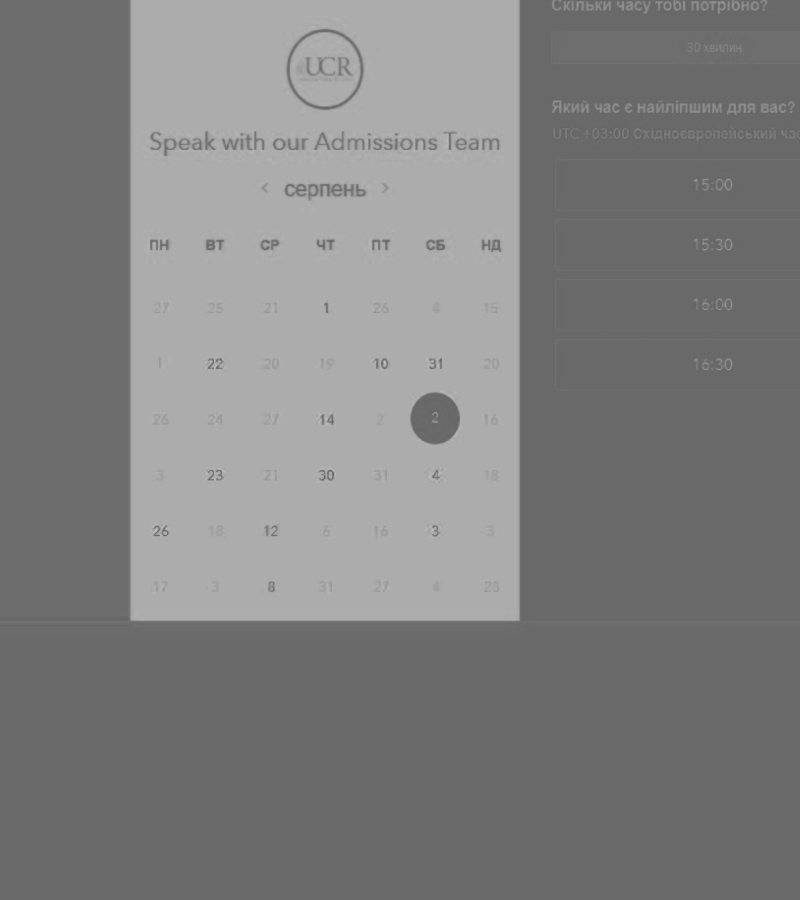 UCR
Speak with our Admissions Team
< серпень >
ПН ВТ СР ЧТ ПТ СБ НД
27 25 21 1 26 4 15
1 22 20 19 10 31 20
26 24 27 14 2 2 16
3 23 21 30 31 4 18
26 18 12 6 16 3 3
17 3 8 31 27 4 28
Скільки часу тобі потрібно?
30 хвилин
Який час є найліпшим для вас?
UTC +03:00 Східноєвропейський
15:00
15:30
16:00
16:30